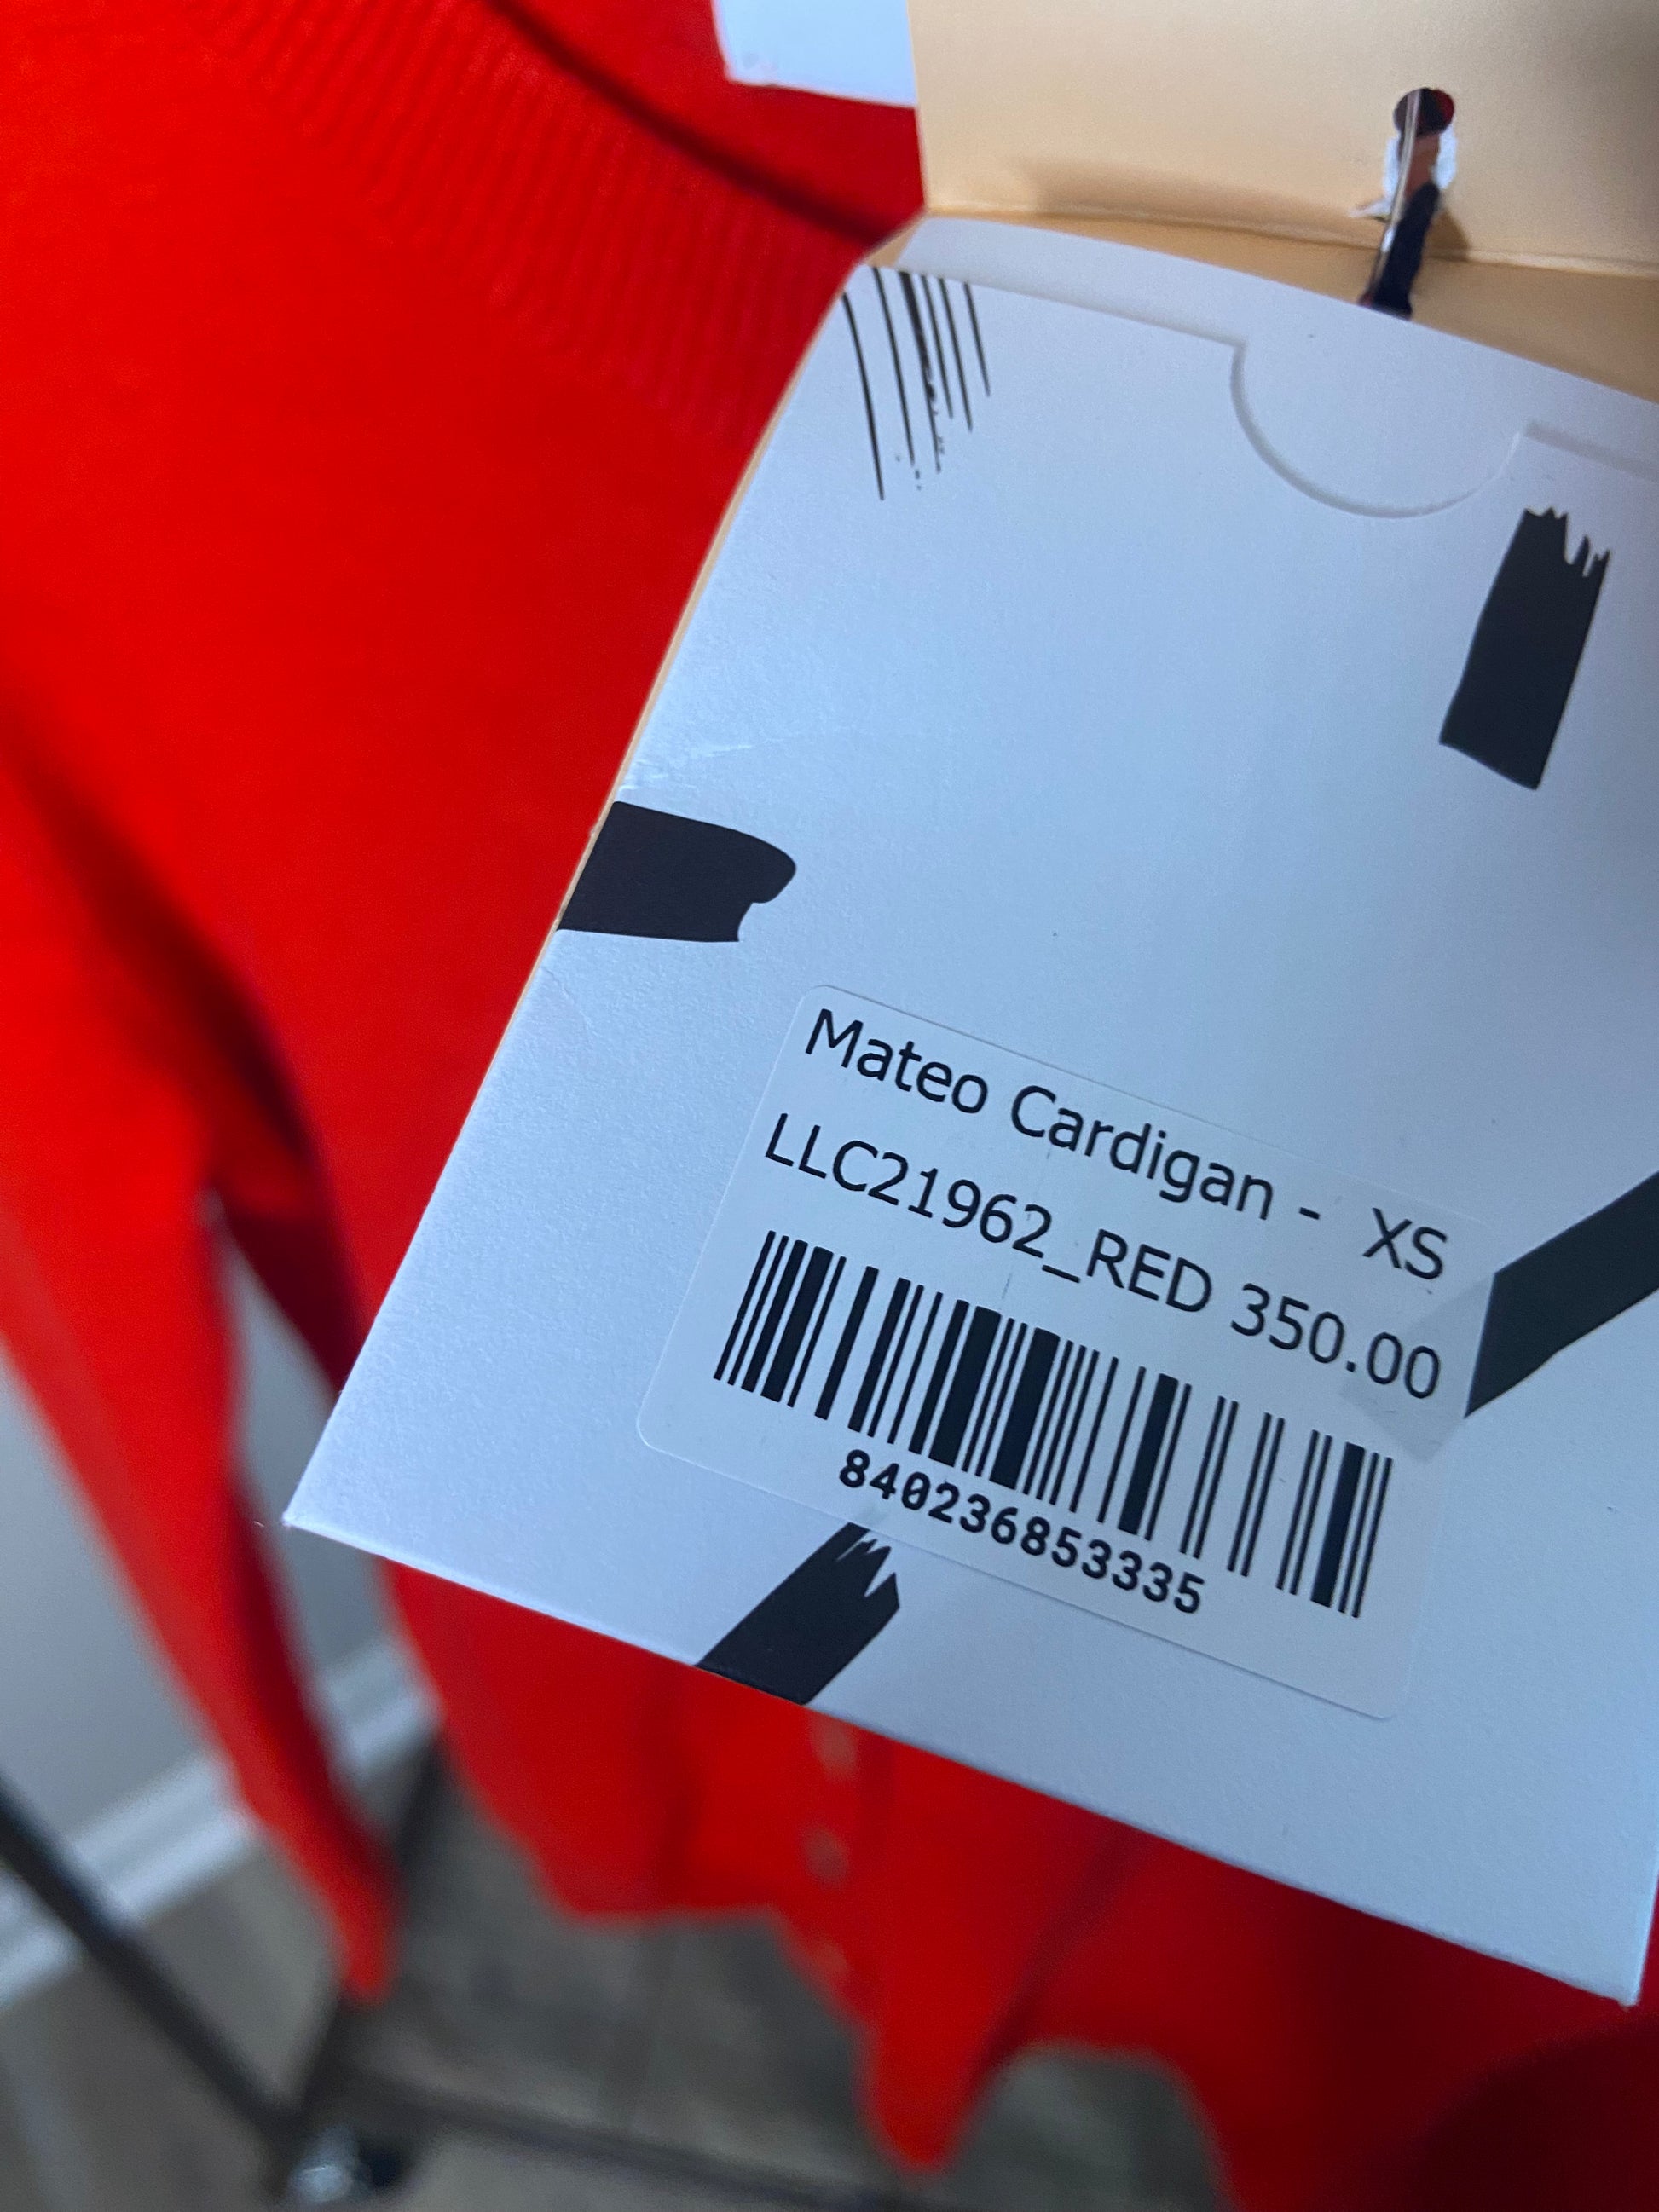 Mateo Cardigan - XS
LLC21962_RED 350.00
840236853335